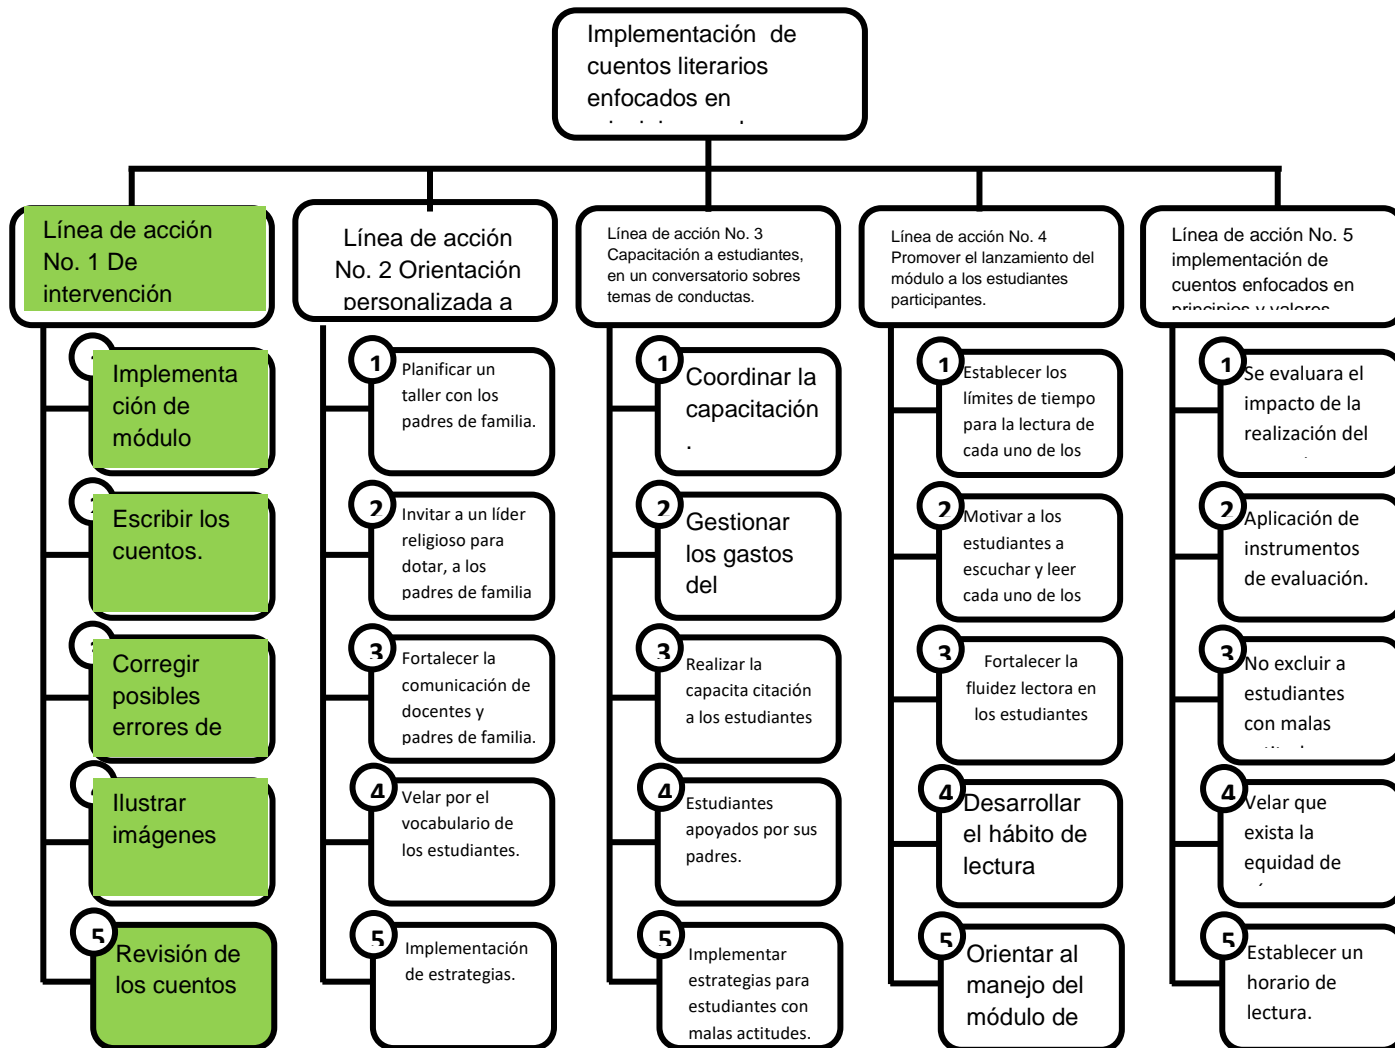 Implementación de
cuentos literarios
enfocados en
Línea de acción
No. 1 De
intervención
Implementa
ción de
módulo
Escribir los
cuentos.
Corregir
posibles
errores de
Ilustrar
imágenes
5
Revisión de
los cuentos
Línea de acción
No. 2 Orientación
personalizada a
1
Planificar un
taller con los
padres de familia.
2
Invitar a un líder
religioso para
dotar, a los
padres de familia
3
Fortalecer la
comunicación de
docentes y
padres de familia.
4
Velar por el
vocabulario de
los estudiantes.
5
Implementación
de estrategias.
Línea de acción No. 3
Capacitación a estudiantes,
en un conversatorio sobres
temas de conductas.
1
Coordinar la
capacitación
.
2
Gestionar
los gastos
del
3
Realizar la
capacita citación
a los estudiantes
4
Estudiantes
apoyados por sus
padres.
5
Implementar
estrategias para
estudiantes con
malas actitudes.
Línea de acción No. 4
Promover el lanzamiento del
módulo a los estudiantes
participantes.
1
Establecer los
límites de tiempo
para la lectura de
cada uno de los
2
Motivar a los
estudiantes a
escuchar y leer
cada uno de los
3
Fortalecer la
fluidez lectora en
los estudiantes
4
Desarrollar
el hábito de
lectura
5
Orientar al
manejo del
módulo de
Línea de acción No. 5
implementación de
cuentos enfocados en
principios y valores
1
Se evaluara el
impacto de la
realización del
2
Aplicación de
instrumentos
de evaluación.
3
No excluir a
estudiantes
con malas
4
Velar que
exista la
equidad de
5
Establecer un
horario de
lectura.